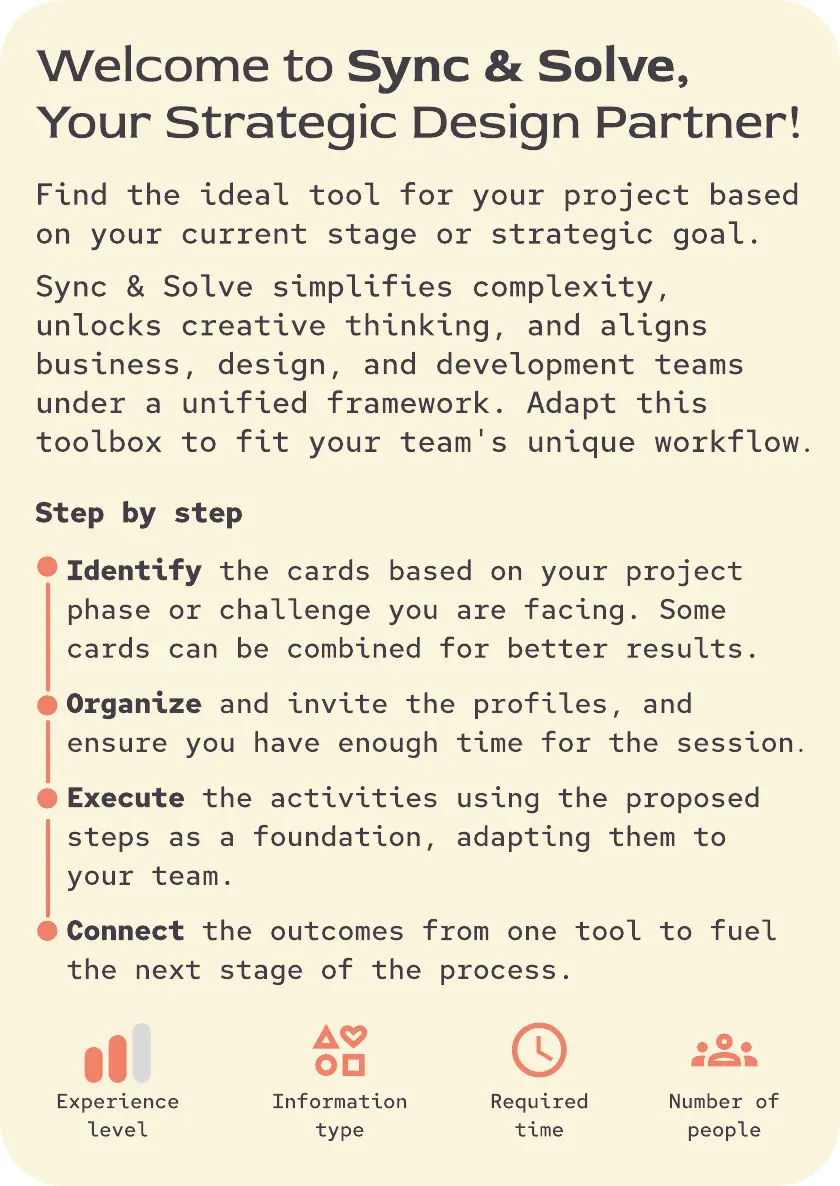 Welcome to Sync & Solve,
Your Strategic Design Partner!
Find the ideal tool for your project based
on your current stage or strategic goal.
Sync & Solve simplifies complexity,
unlocks creative thinking, and aligns
business, design, and development teams
under a unified framework. Adapt this
toolbox to fit your team's unique workflow.
Step by step
Identify the cards based on your project
phase or challenge you are facing. Some
cards can be combined for better results.
Organize and invite the profiles, and
ensure you have enough time for the session.
Execute the activities using the proposed
steps as a foundation, adapting them to
your team.
Connect the outcomes from one tool to fuel
the next stage of the process.
Experience
level
Information
type
Required
time
Number of
people